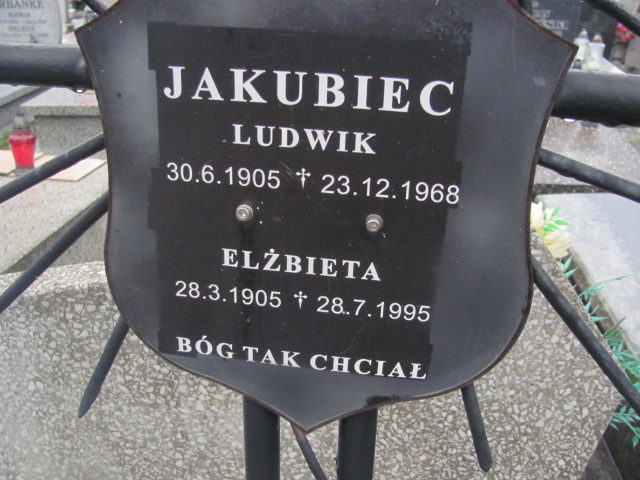 JAKUBIEC
LUDWIK
30.6.1905 † 23.12.1968
ELŻBIETA
28.3.1905 † 28.7.1995
BÓG TAK CHCIAŁ